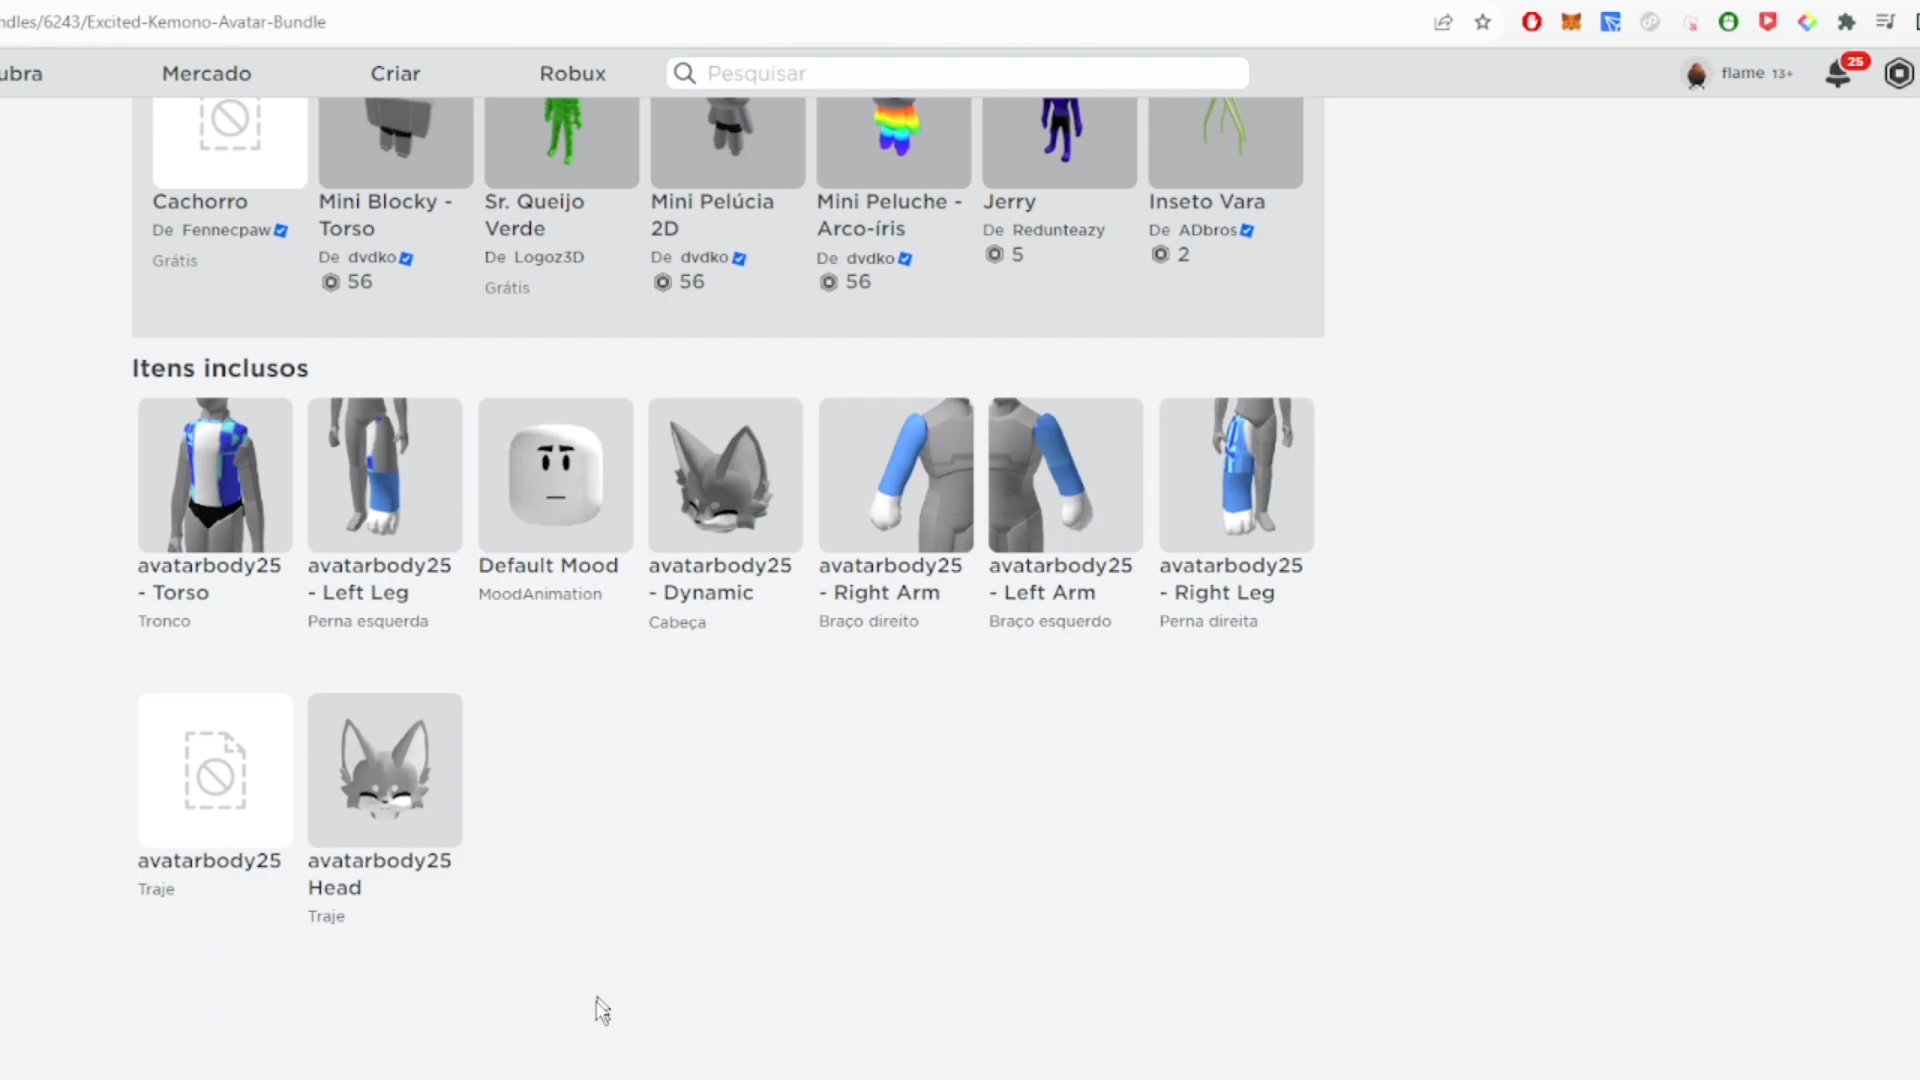 ndles/6243/Excited-Kemono-Avatar-Bundle
ubra
Mercado
Criar
Robux
Pesquisar
flame 13+
25
Cachorro
De Fennecpaw
Grátis
Mini Blocky -
Torso
De dvdko
56
Sr. Queijo
Verde
De Logoz3D
Grátis
Mini Pelúcia
2D
De dvdko
56
Mini Peluche -
Arco-íris
De dvdko
56
Jerry
De Redunteazy
5
Inseto Vara
De ADbros
2
Itens inclusos
avatarbody25
- Torso
Tronco
avatarbody25
- Left Leg
Perna esquerda
Default Mood
MoodAnimation
avatarbody25
- Dynamic
Cabeça
avatarbody25
- Right Arm
Braço direito
avatarbody25
- Left Arm
Braço esquerdo
avatarbody25
- Right Leg
Perna direita
avatarbody25
Traje
avatarbody25
Head
Traje